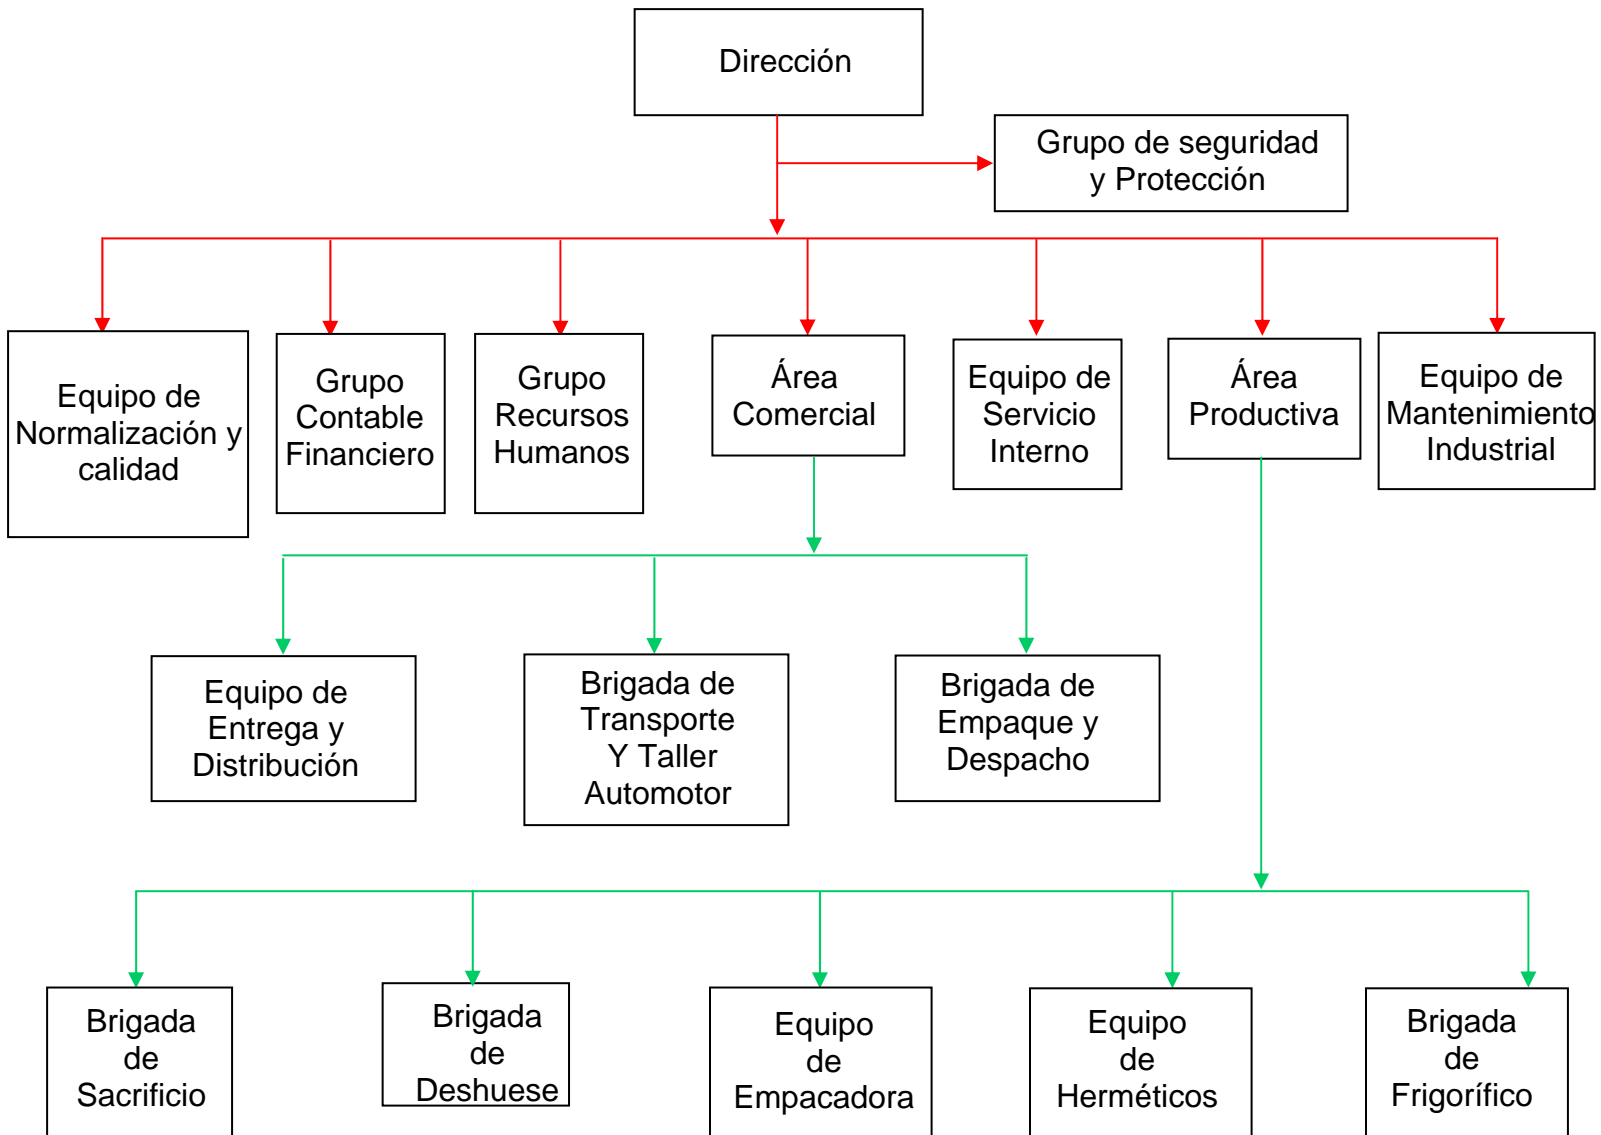 Dirección
Grupo de seguridad
y Protección
Equipo de
Normalización y
calidad
Grupo
Contable
Financiero
Grupo
Recursos
Humanos
Área
Comercial
Equipo de
Servicio
Interno
Área
Productiva
Equipo de
Mantenimiento
Industrial
Equipo de
Entrega y
Distribución
Brigada de
Transporte
Y Taller
Automotor
Brigada de
Empaque y
Despacho
Brigada
de
Sacrificio
Brigada
de
Deshuese
Equipo
de
Empacadora
Equipo
de
Herméticos
Brigada
de
Frigorífico